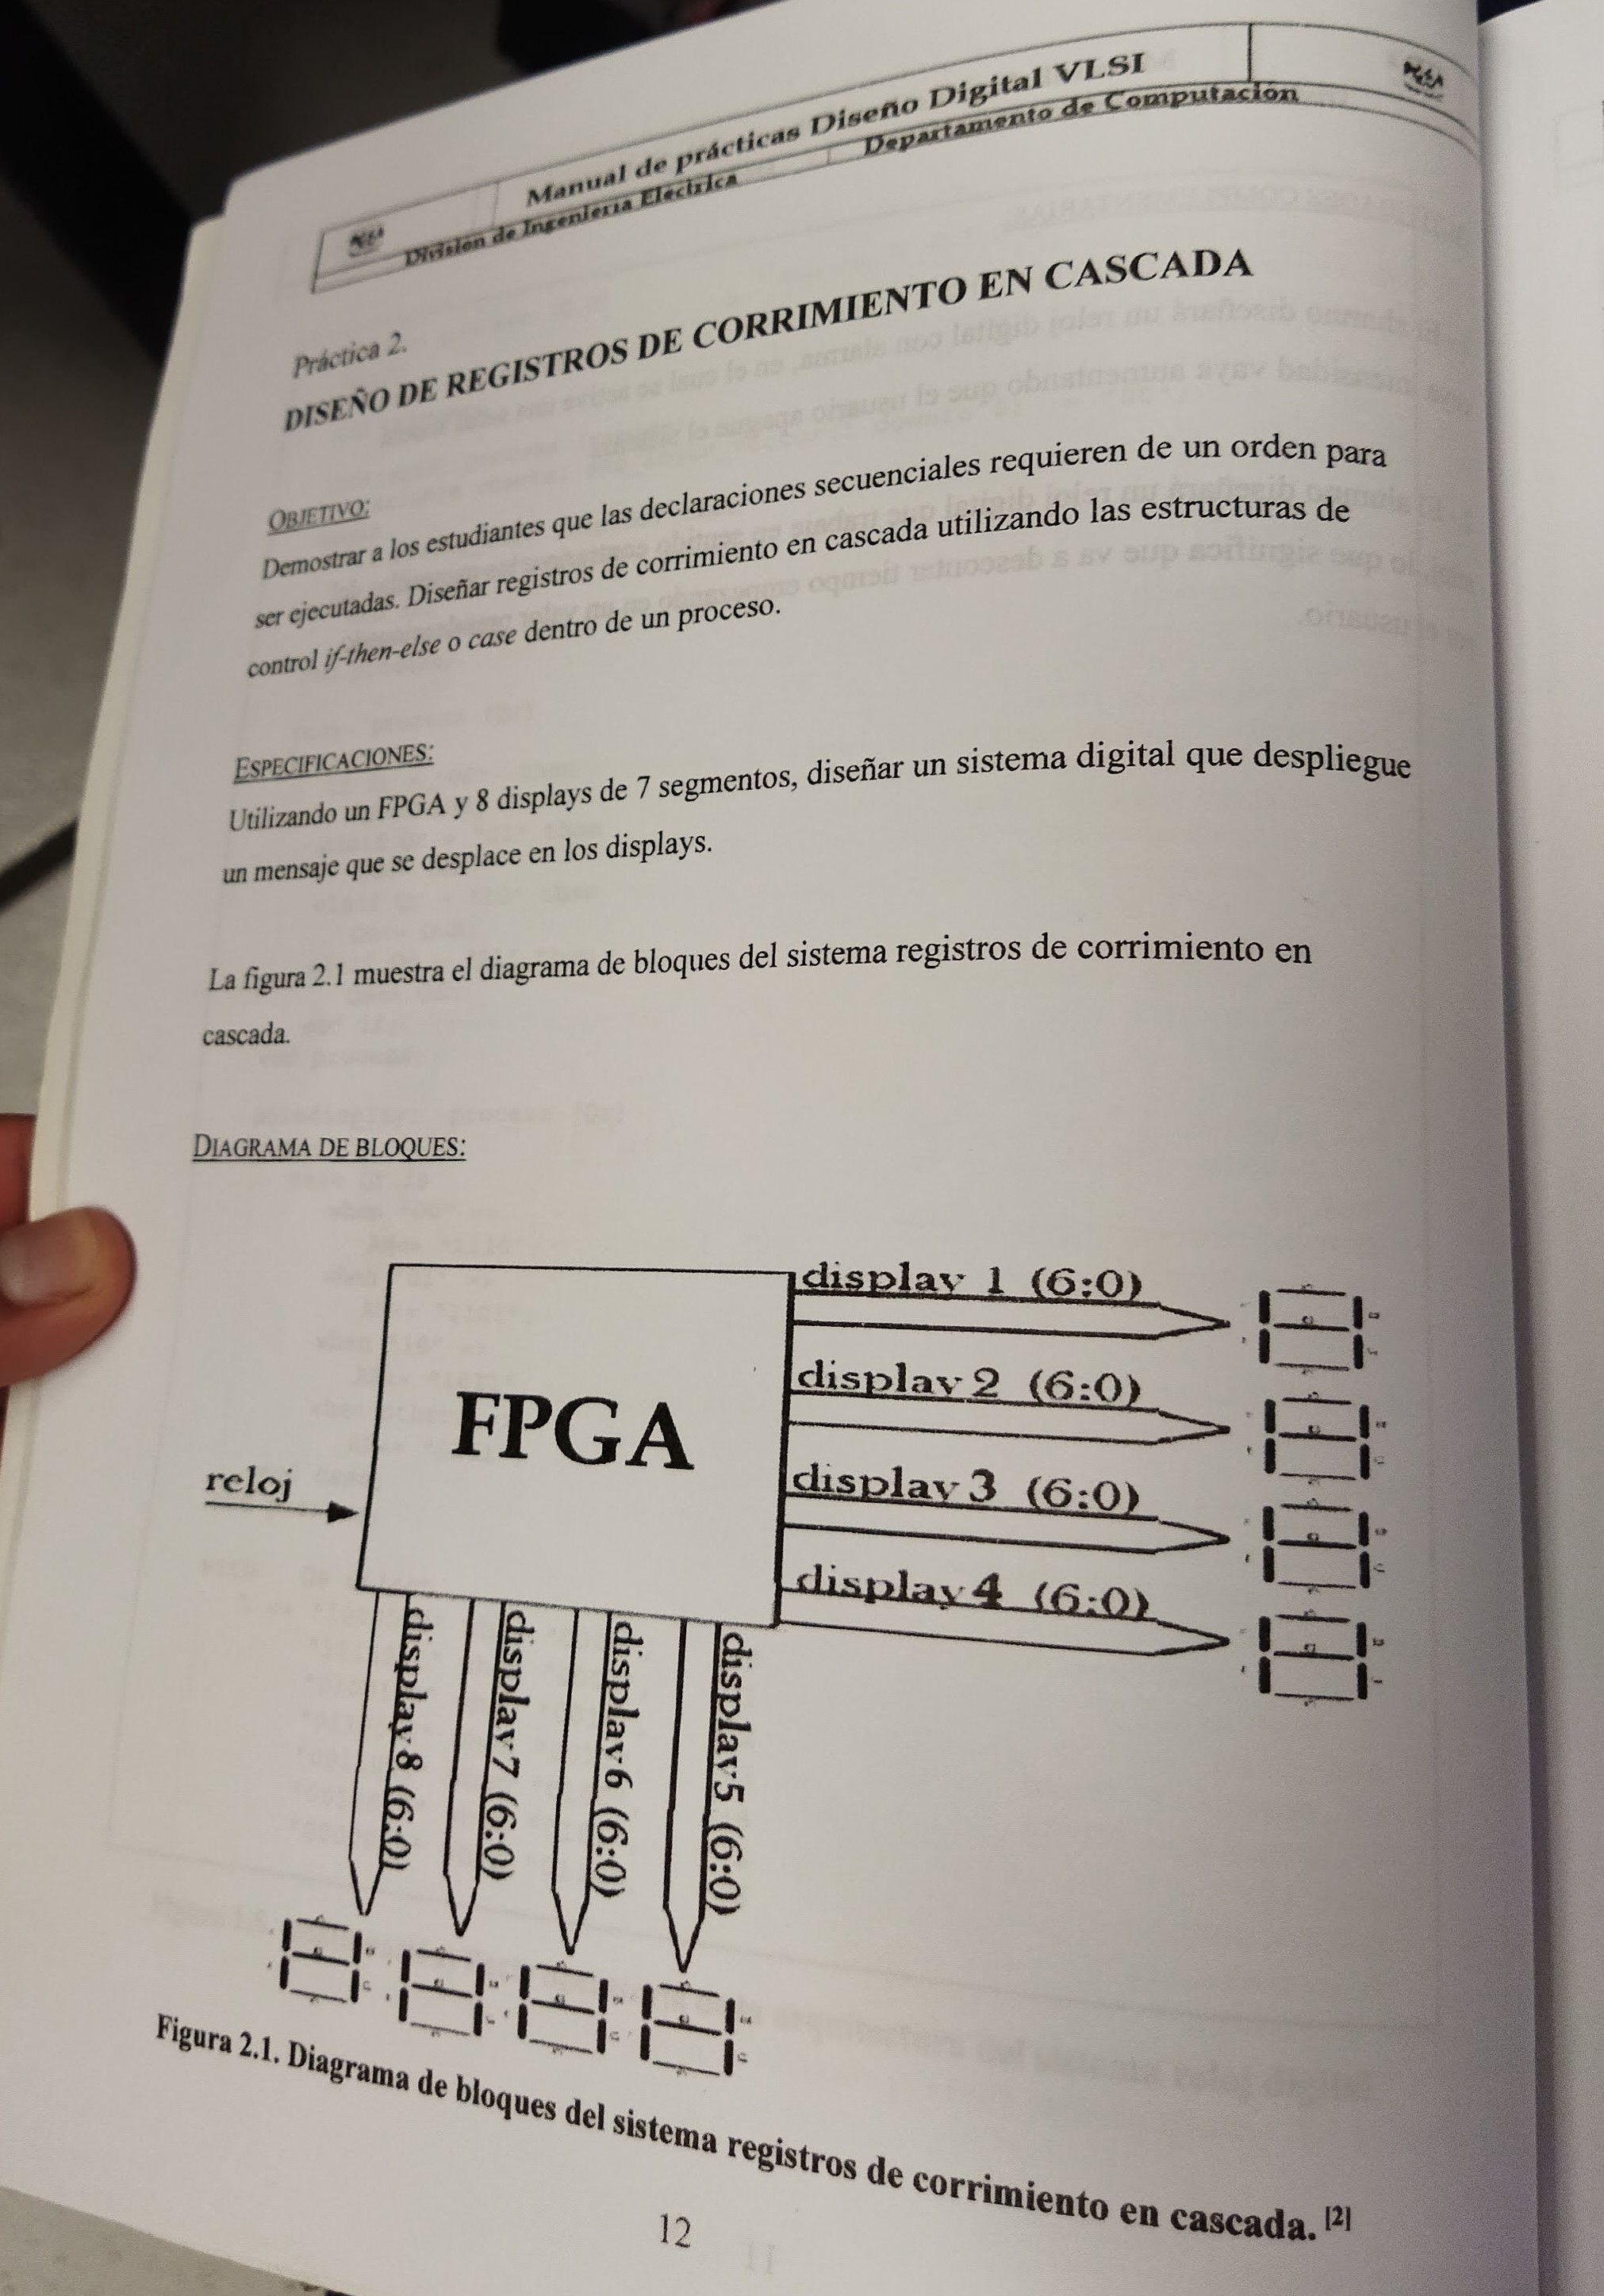 Manual de prácticas Diseño Digital VLSI
División de Ingeniería Eléctrica
Departamento de Computación
Práctica 2.
DISEÑO DE REGISTROS DE CORRIMIENTO EN CASCADA
OBJETIVO:
Demostrar a los estudiantes que las declaraciones secuenciales requieren de un orden para
ser ejecutadas. Diseñar registros de corrimiento en cascada utilizando las estructuras de
control if-then-else o case dentro de un proceso.
ESPECIFICACIONES:
Utilizando un FPGA y 8 displays de 7 segmentos, diseñar un sistema digital que despliegue
un mensaje que se desplace en los displays.
La figura 2.1 muestra el diagrama de bloques del sistema registros de corrimiento en
cascada.
DIAGRAMA DE BLOQUES:
display 1 (6:0)
display 2 (6:0)
FPGA
reloj
display 3 (6:0)
display 4 (6:0)
display 8 (6:0)
display 7 (6:0)
display 6 (6:0)
display 5 (6:0)
Figura 2.1. Diagrama de bloques del sistema registros de corrimiento en cascada. [2]
12